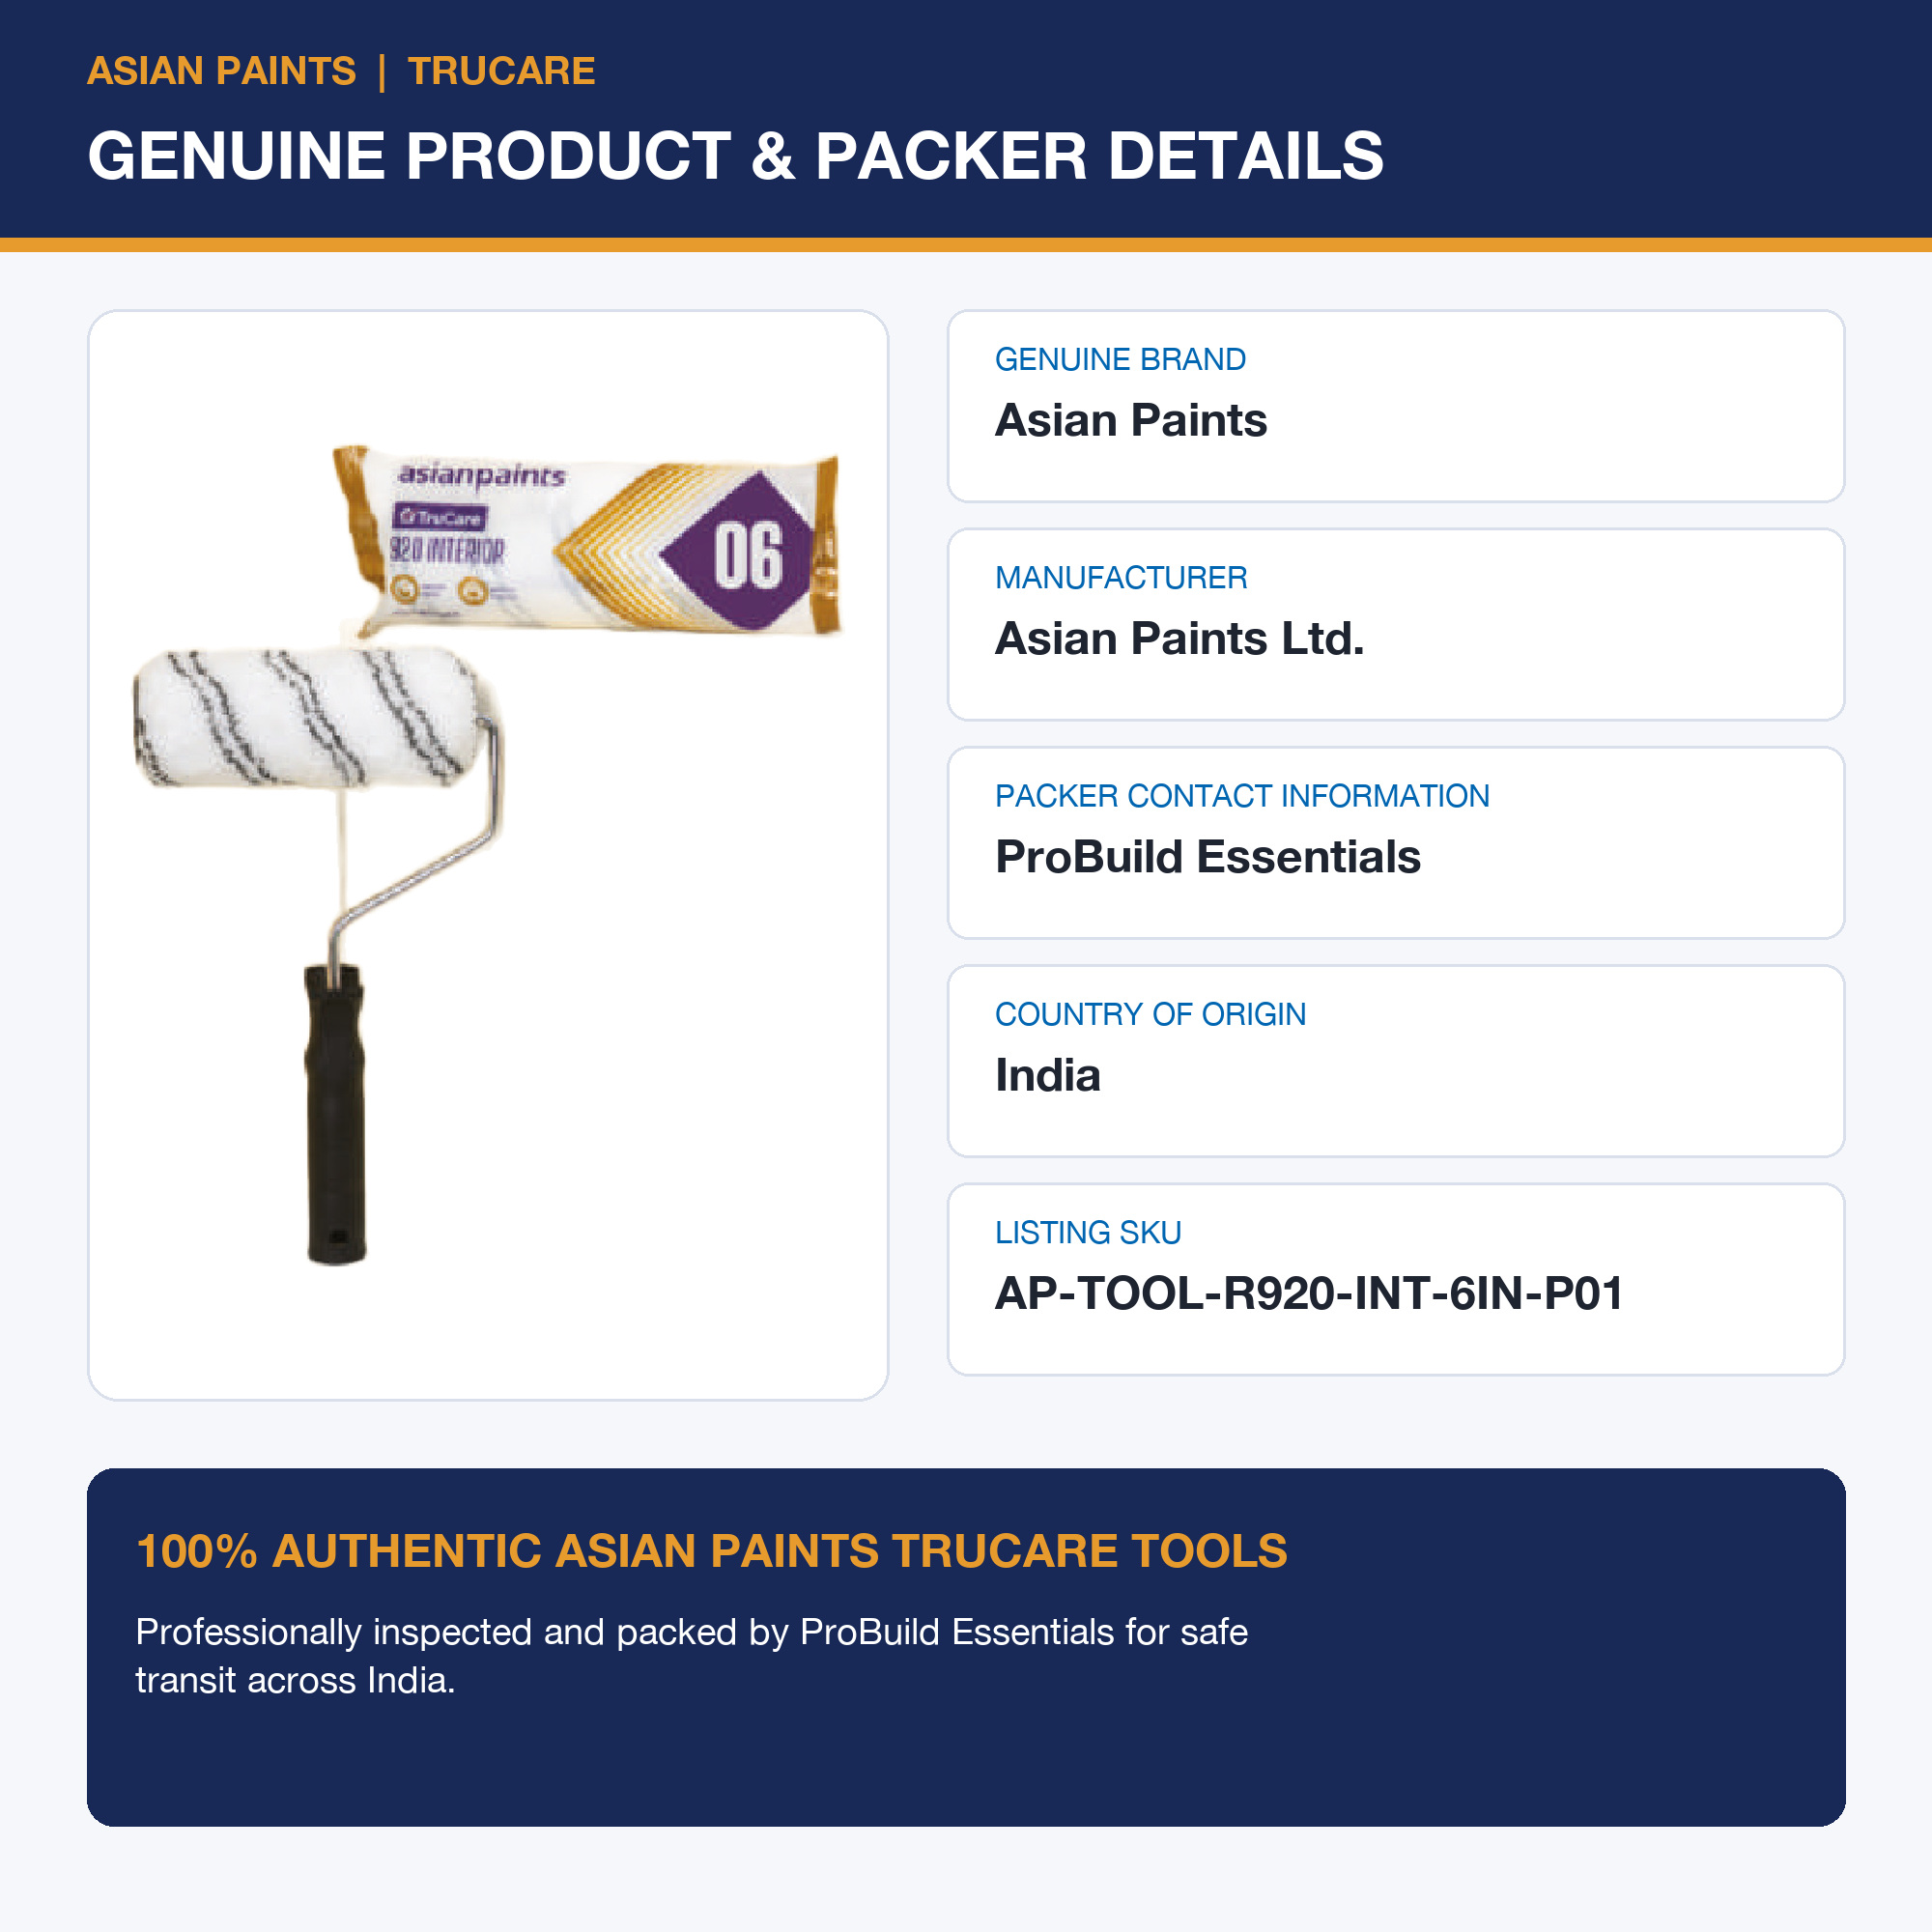 ASIAN PAINTS | TRUCARE
GENUINE PRODUCT & PACKER DETAILS
asianpaints
TruCare
920 INTERIOR
06
GENUINE BRAND
Asian Paints
MANUFACTURER
Asian Paints Ltd.
PACKER CONTACT INFORMATION
ProBuild Essentials
COUNTRY OF ORIGIN
India
LISTING SKU
AP-TOOL-R920-INT-6IN-P01
100% AUTHENTIC ASIAN PAINTS TRUCARE TOOLS
Professionally inspected and packed by ProBuild Essentials for safe
transit across India.